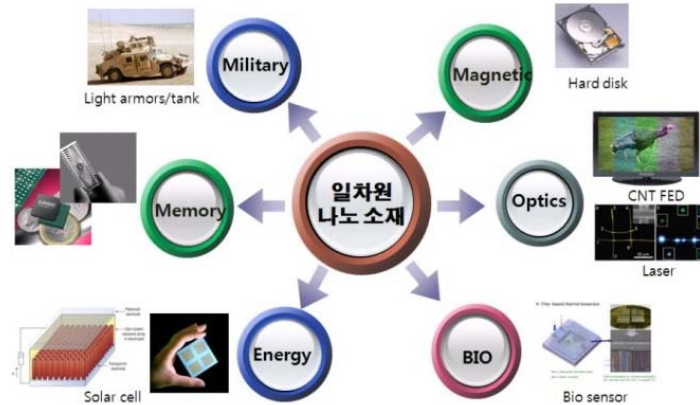 Military
Magnetic
Light armors/tank
Hard disk
일차원
나노 소재
Memory
Optics
CNT FED
Laser
Energy
BIO
Solar cell
Bio sensor